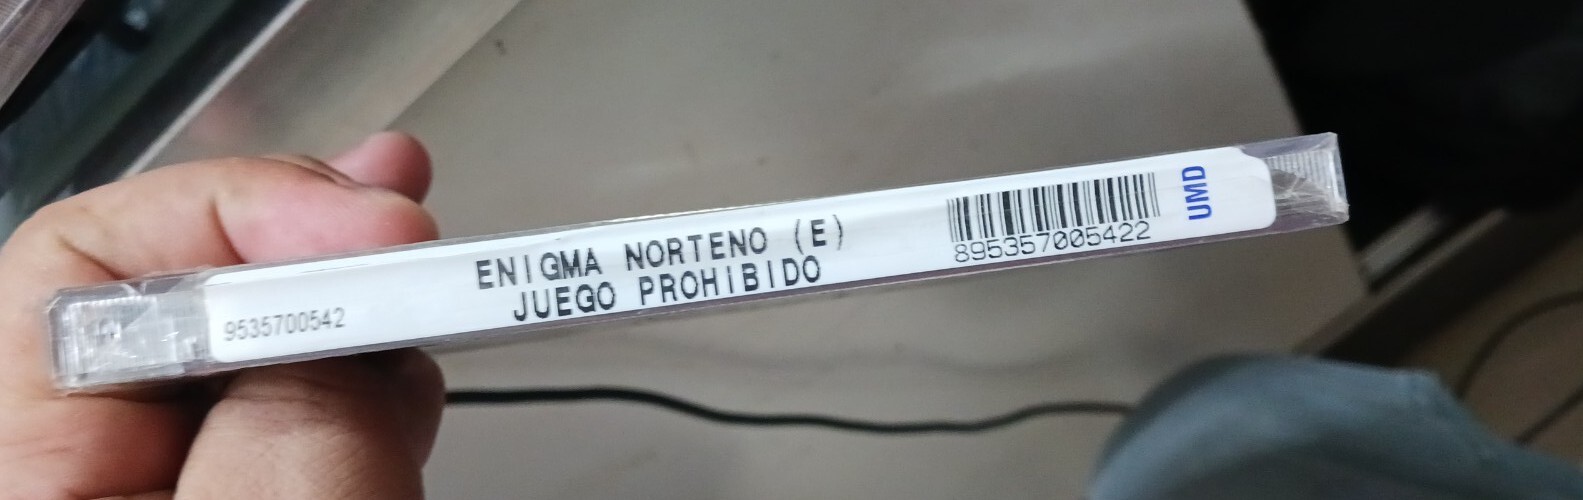 ENIGMA NORTENO (E)
JUEGO PROHIBIDO
9535700542
895357005422
UMD